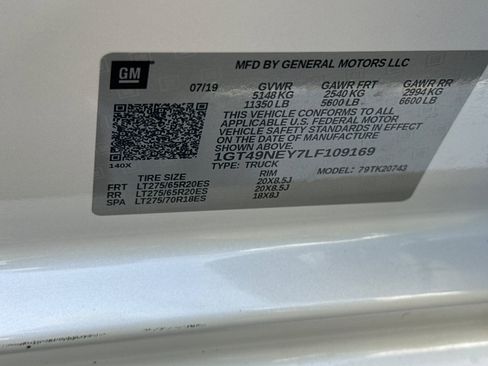 GM
MFD BY GENERAL MOTORS LLC
07/19 GVWR GAWR FRT GAWR RR
5148 KG 2540 KG 2994 KG
11350 LB 5600 LB 6600 LB
THIS VEHICLE CONFORMS TO ALL
APPLICABLE U.S. FEDERAL MOTOR
VEHICLE SAFETY STANDARDS IN EFFECT
ON THE DATE OF MANUFACTURE
SHOWN ABOVE.
1GT49NEY7LF109169
140X
TYPE: TRUCK MODEL: 79TK20743
TIRE SIZE RIM
FRT LT275/65R20ES 20X8.5J
RR LT275/65R20ES 20X8.5J
SPA LT275/70R18ES 18X8J